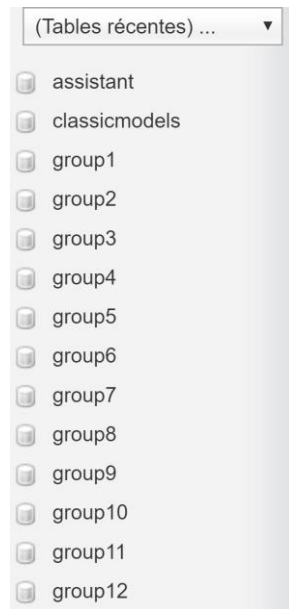 (Tables récentes) ...
assistant
classicmodels
group1
group2
group3
group4
group5
group6
group7
group8
group9
group10
group11
group12